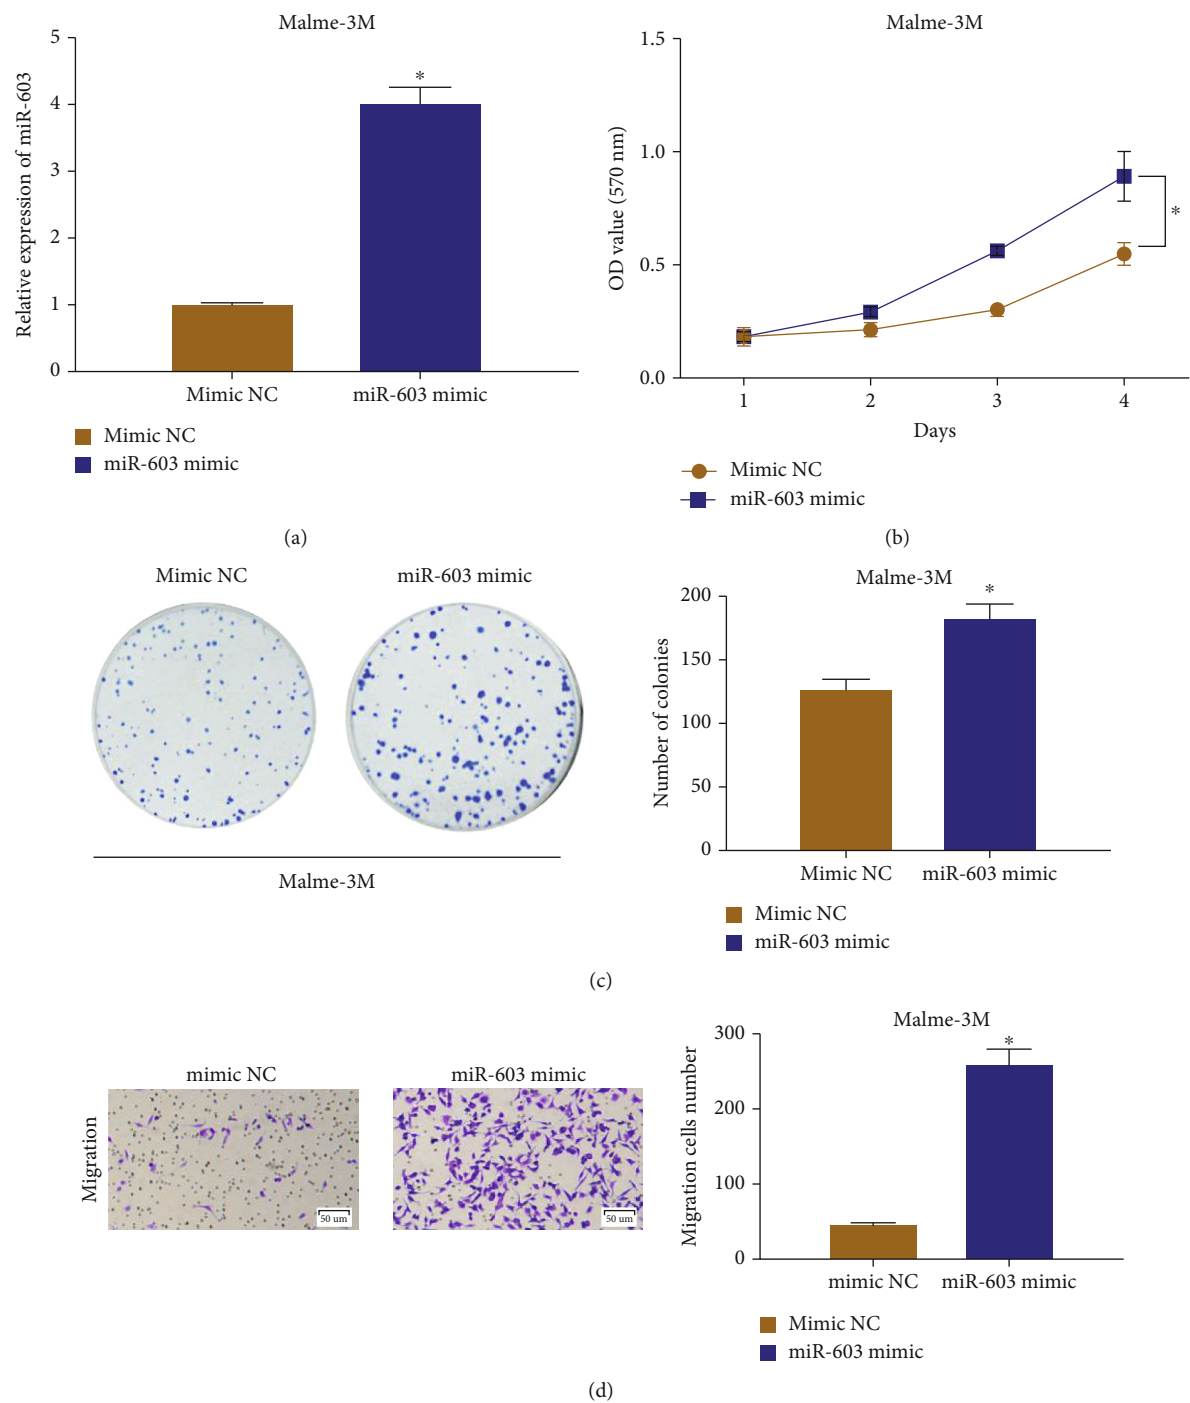 Malme-3M
Relative expression of miR-603
5
4
3
2
1
0
*
Mimic NC
miR-603 mimic
Mimic NC
miR-603 mimic
(a)
Malme-3M
OD value (570 nm)
1.5
1.0
0.5
0.0
*
1
2
3
4
Days
Mimic NC
miR-603 mimic
(b)
Mimic NC
miR-603 mimic
Malme-3M
Malme-3M
Number of colonies
200
150
100
50
0
*
Mimic NC
miR-603 mimic
Mimic NC
miR-603 mimic
(c)
mimic NC
miR-603 mimic
Migration
50 um
50 um
Malme-3M
Migration cells number
300
200
100
0
*
mimic NC
miR-603 mimic
Mimic NC
miR-603 mimic
(d)